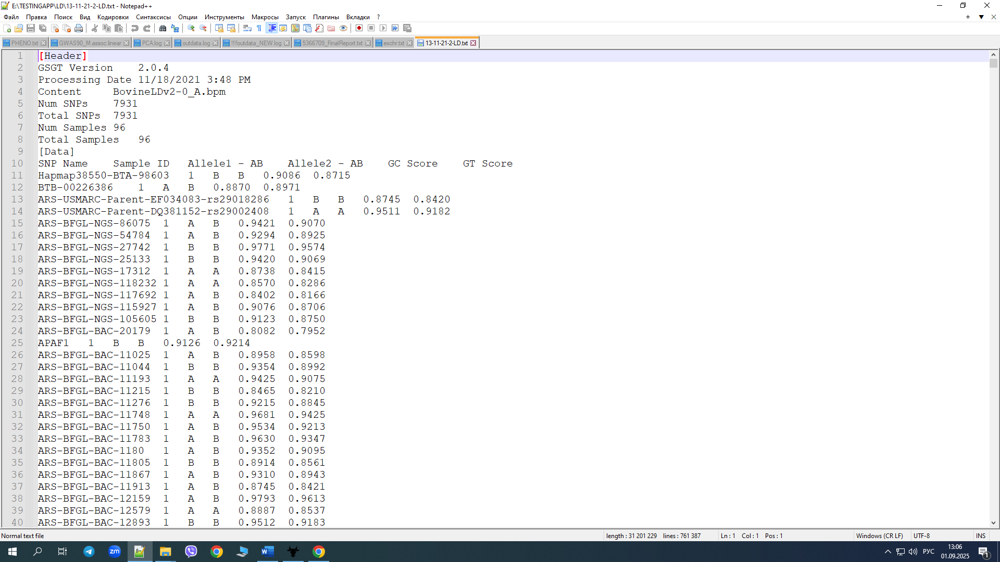 E:\TESTINGAPP\LD\13-11-21-2-LD.txt - Notepad++
Файл Правка Поиск Вид Кодировки Синтаксисы Опции Инструменты Макросы Запуск Плагины Вкладки ?
PHENO.txt GWAS90_M.assoc.linear PCA.log outdata.log !!!!outdata_NEW.log 5366709_FinalReport.txt exchr.txt 13-11-21-2-LD.txt
1 [Header]
2 GSGT Version 2.0.4
3 Processing Date 11/18/2021 3:48 PM
4 Content BovineLDv2-0_A.bpm
5 Num SNPs 7931
6 Total SNPs 7931
7 Num Samples 96
8 Total Samples 96
9 [Data]
10 SNP Name Sample ID Allele1 - AB Allele2 - AB GC Score GT Score
11 Hapmap38550-BTA-98603 1 B B 0.9086 0.8715
12 BTB-00226386 1 A B 0.8870 0.8971
13 ARS-USMARC-Parent-EF034083-rs29018286 1 B B 0.8745 0.8420
14 ARS-USMARC-Parent-DQ381152-rs29002408 1 A A 0.9511 0.9182
15 ARS-BFGL-NGS-86075 1 A B 0.9421 0.9070
16 ARS-BFGL-NGS-54784 1 A B 0.9294 0.8925
17 ARS-BFGL-NGS-27742 1 B B 0.9771 0.9574
18 ARS-BFGL-NGS-25133 1 B B 0.9420 0.9069
19 ARS-BFGL-NGS-17312 1 A A 0.8738 0.8415
20 ARS-BFGL-NGS-118232 1 A A 0.8570 0.8286
21 ARS-BFGL-NGS-117692 1 A B 0.8402 0.8166
22 ARS-BFGL-NGS-115927 1 A B 0.9076 0.8706
23 ARS-BFGL-NGS-105605 1 B B 0.9123 0.8750
24 ARS-BFGL-BAC-20179 1 A B 0.8082 0.7952
25 APAF1 1 B B 0.9126 0.9214
26 ARS-BFGL-BAC-11025 1 A B 0.8958 0.8598
27 ARS-BFGL-BAC-11044 1 B B 0.9354 0.8992
28 ARS-BFGL-BAC-11193 1 A A 0.9425 0.9075
29 ARS-BFGL-BAC-11215 1 B B 0.8465 0.8210
30 ARS-BFGL-BAC-11276 1 B B 0.9215 0.8845
31 ARS-BFGL-BAC-11748 1 A A 0.9681 0.9425
32 ARS-BFGL-BAC-11750 1 A B 0.9534 0.9213
33 ARS-BFGL-BAC-11783 1 A B 0.9630 0.9347
34 ARS-BFGL-BAC-1180 1 A B 0.9352 0.9095
35 ARS-BFGL-BAC-11805 1 B B 0.8914 0.8561
36 ARS-BFGL-BAC-11867 1 A B 0.9310 0.8943
37 ARS-BFGL-BAC-11913 1 A B 0.8745 0.8421
38 ARS-BFGL-BAC-12159 1 A B 0.9793 0.9613
39 ARS-BFGL-BAC-12579 1 A A 0.8887 0.8537
40 ARS-BFGL-BAC-12893 1 B B 0.9512 0.9183
Normal text file length : 31 201 229 lines : 761 387 Ln : 1 Col : 1 Pos : 1 Windows (CR LF) UTF-8 INS
zm W РУС 13:06
01.09.2025 1